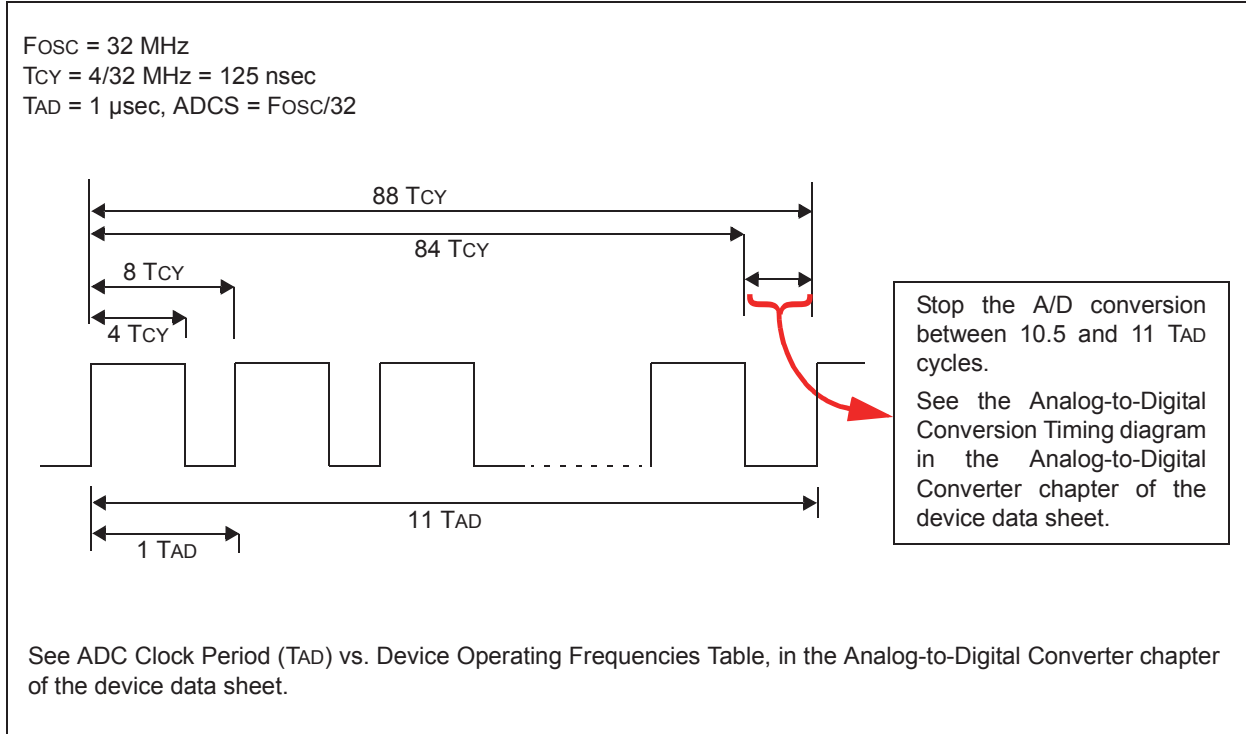 FOSC = 32 MHz
TCY = 4/32 MHz = 125 nsec
TAD = 1 µsec, ADCS = FOSC/32
88 TCY
84 TCY
8 TCY
4 TCY
Stop the A/D conversion
between 10.5 and 11 TAD
cycles.
See the Analog-to-Digital
Conversion Timing diagram
in the Analog-to-Digital
Converter chapter of the
device data sheet.
11 TAD
1 TAD
See ADC Clock Period (TAD) vs. Device Operating Frequencies Table, in the Analog-to-Digital Converter chapter
of the device data sheet.